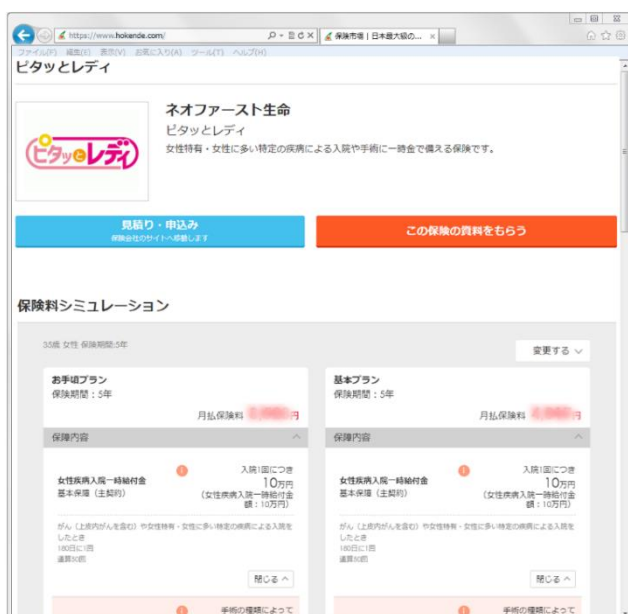 https://www.hokende.com/
保険市場 | 日本最大級の...
ファイル(F) 編集(E) 表示(V) お気に入り(A) ツール(T) ヘルプ(H)
ピタッとレディ
ピタッとレディ
ネオファースト生命
ピタッとレディ
女性特有・女性に多い特定の疾病による入院や手術に一時金で備える保険です。
見積り・申込み
保険会社のサイトへ移動します
この保険の資料をもらう
保険料シミュレーション
35歳 女性 保険期間:5年
変更する
お手頃プラン
保険期間：5年
月払保険料 円
保障内容
女性疾病入院一時給付金
基本保障（主契約）
入院1回につき
10万円
（女性疾病入院一時給付金
額：10万円）
がん（上皮内がんを含む）や女性特有・女性に多い特定の疾病による入院を
したとき
180日に1回
通算50回
閉じる
手術の種類によって
基本プラン
保険期間：5年
月払保険料 円
保障内容
女性疾病入院一時給付金
基本保障（主契約）
入院1回につき
10万円
（女性疾病入院一時給付金
額：10万円）
がん（上皮内がんを含む）や女性特有・女性に多い特定の疾病による入院を
したとき
180日に1回
通算50回
閉じる
手術の種類によって